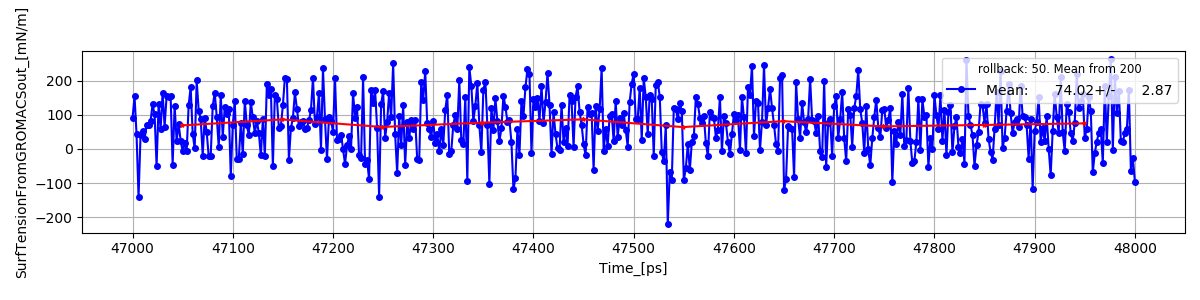 SurfTensionFromGROMACSout_[mN/m]
200
100
0
−100
−200
rollback: 50. Mean from 200
Mean: 74.02+/- 2.87
47000 47100 47200 47300 47400 47500 47600 47700 47800 47900 48000
Time_[ps]